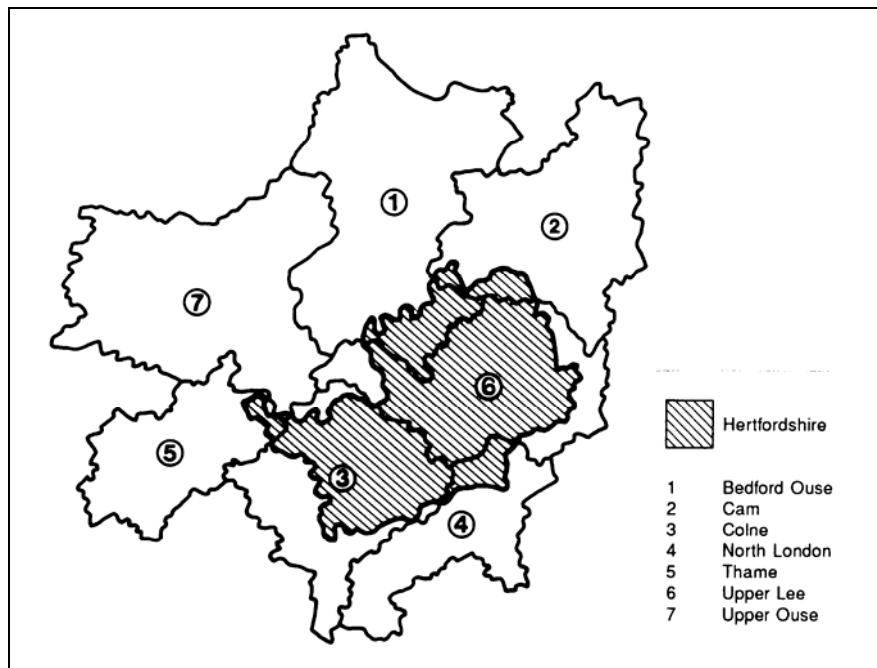 1
2
7
6
5
3
4
Hertfordshire
1 Bedford Ouse
2 Cam
3 Colne
4 North London
5 Thame
6 Upper Lee
7 Upper Ouse